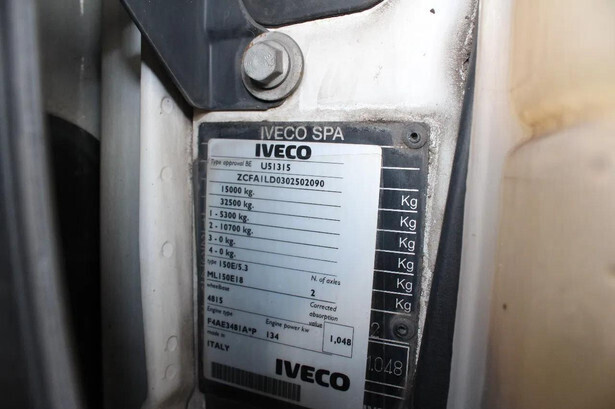 IVECO SPA
IVECO
Type approval BE U51315
ZCFA1LD0302502090
15000 kg.
32500 kg.
1 - 5300 kg.
2 - 10700 kg.
3 - 0 kg.
4 - 0 kg.
Kg
Kg
Kg
Kg
Kg
Kg
type 150E/5.3
ML150E18
N. of axles
2
wheelbase
4815
Corrected
absorption
value
1,048
Engine type
F4AE3481A*P
Engine power kw
134
made in
ITALY
IVECO
2
1.048